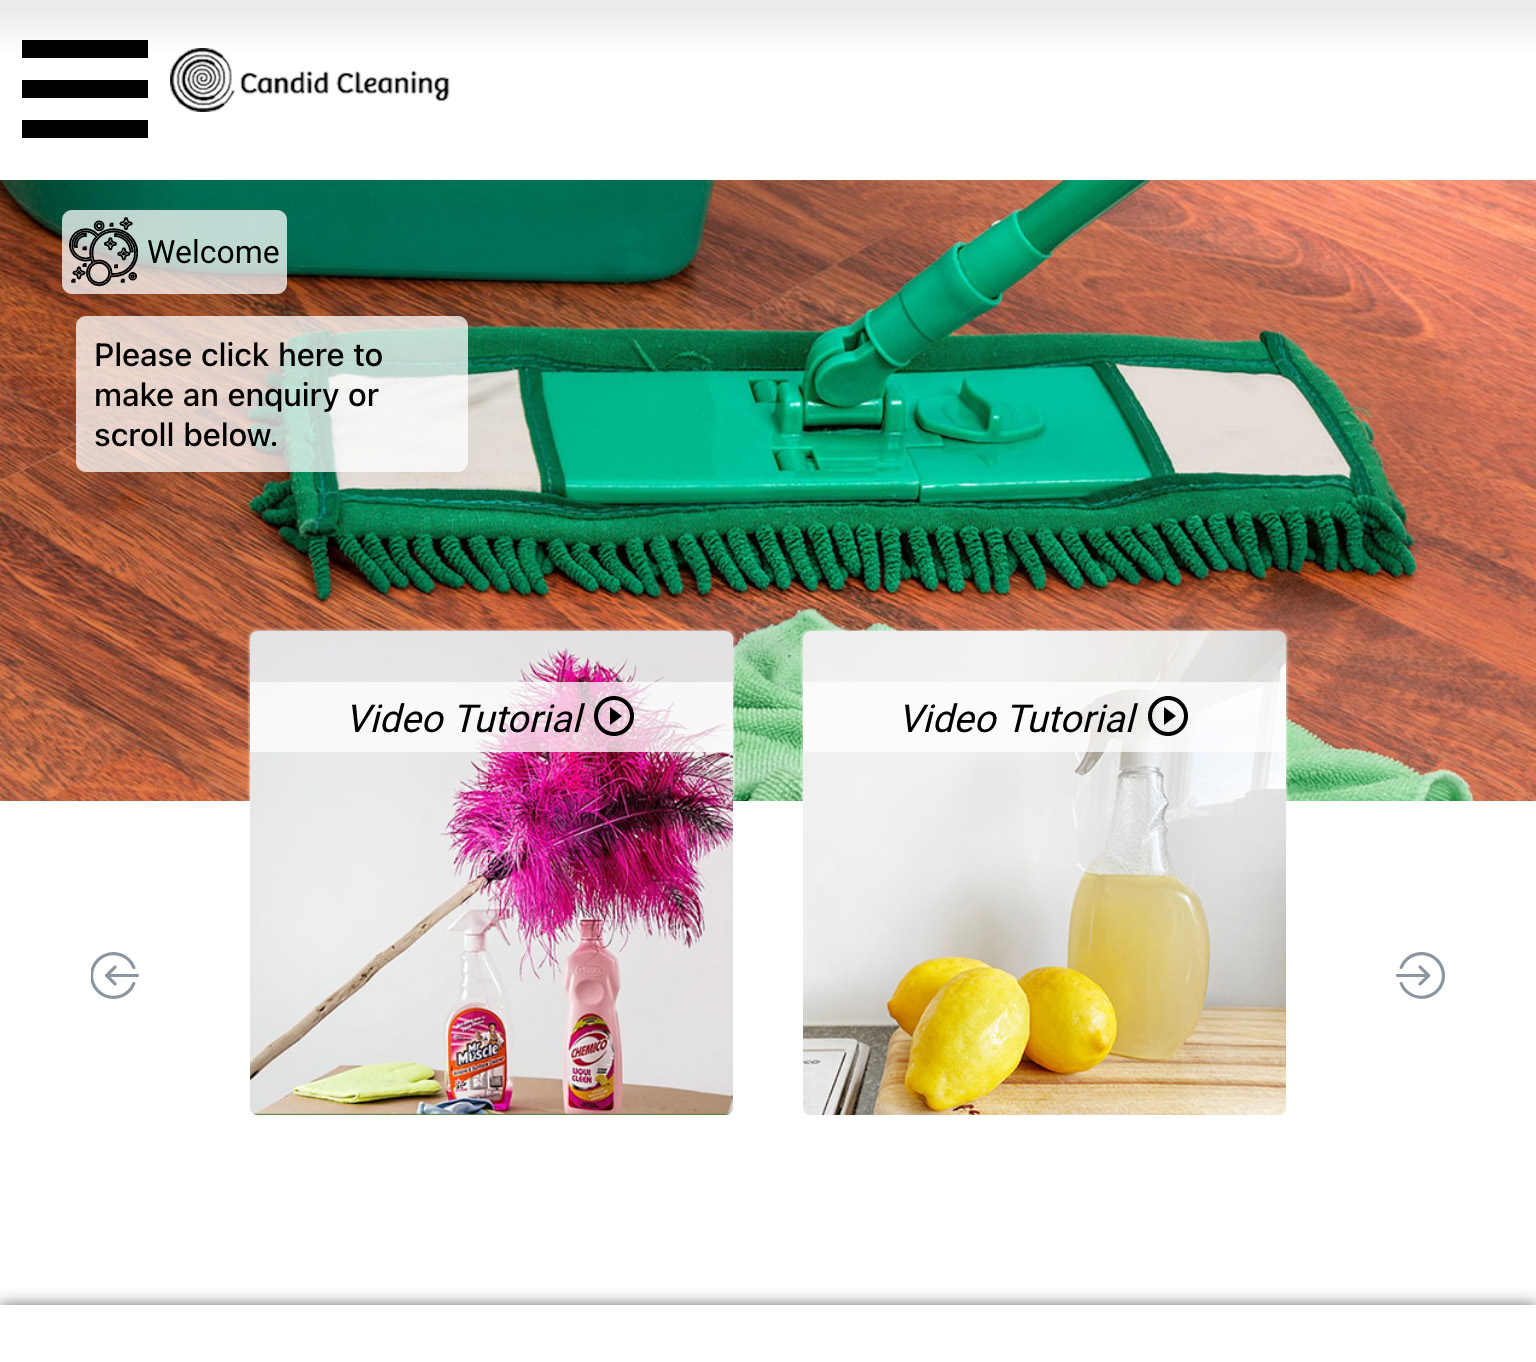 Candid Cleaning
Welcome
Please click here to
make an enquiry or
scroll below.
Video Tutorial
Video Tutorial
Mr
Muscle
CHEMICO
LIQUI
CLEEN